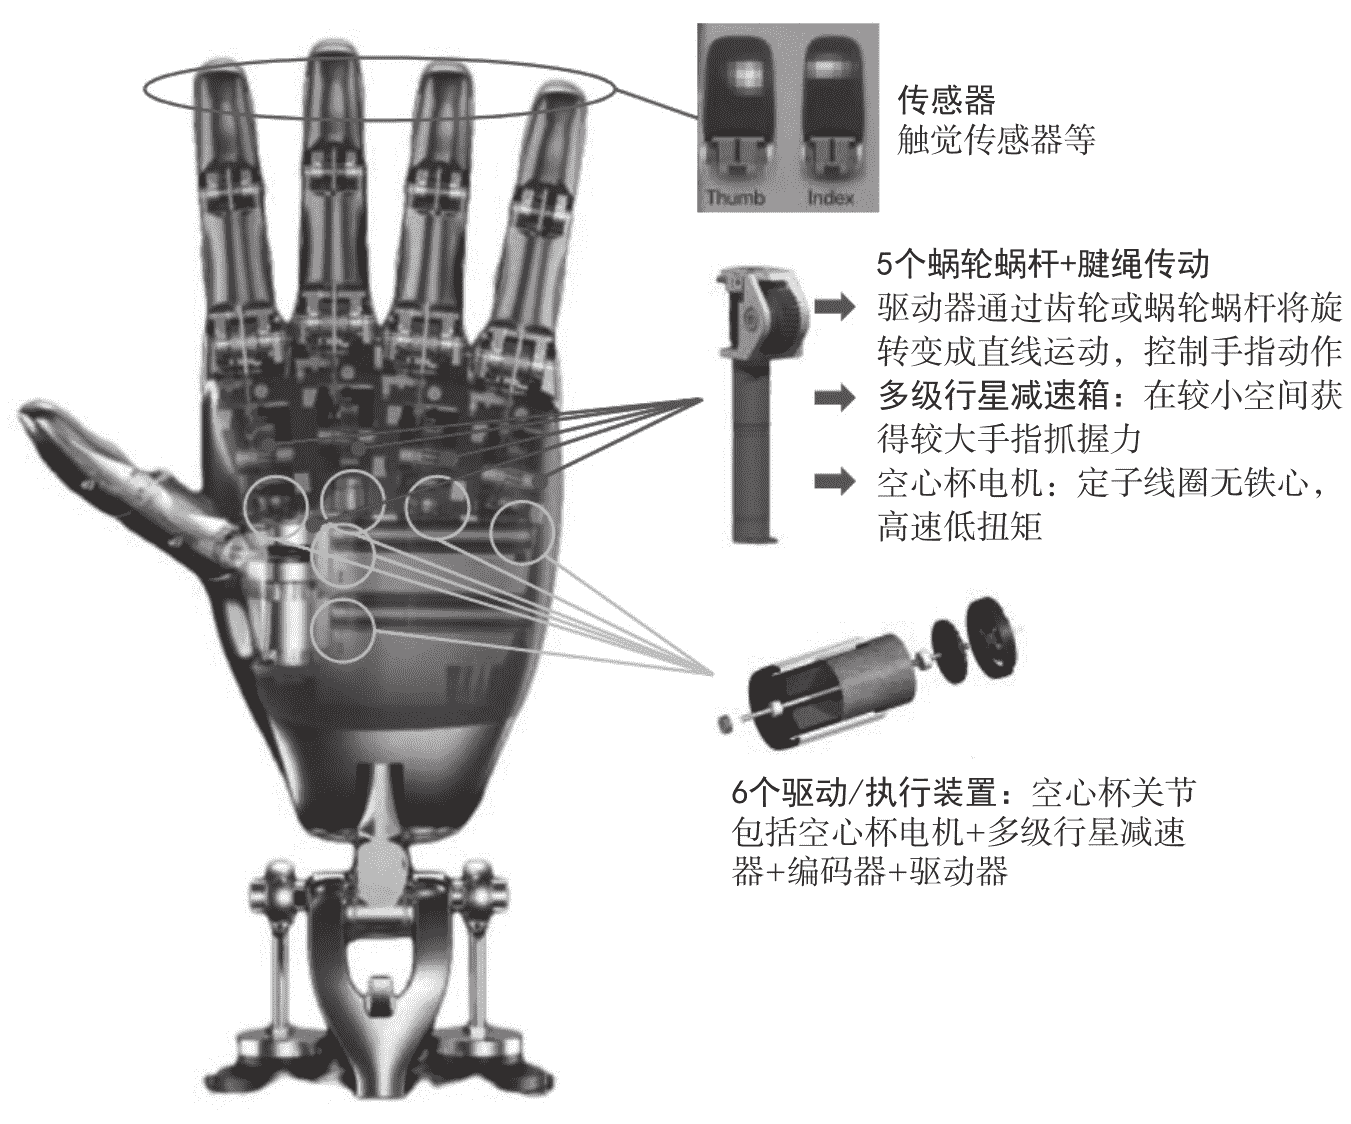 传感器
触觉传感器等
Thumb Index
5个蜗轮蜗杆+腱绳传动
驱动器通过齿轮或蜗轮蜗杆将旋
转变成直线运动，控制手指动作
多级行星减速箱：在较小空间获
得较大手指抓握力
空心杯电机：定子线圈无铁心，
高速低扭矩
6个驱动/执行装置：空心杯关节
包括空心杯电机+多级行星减速
器+编码器+驱动器